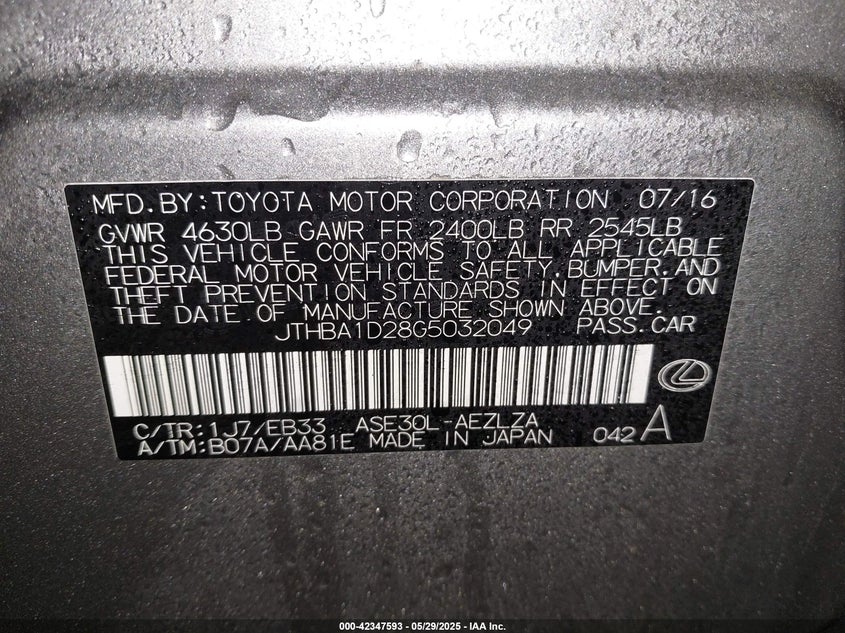 MFD.BY:TOYOTA MOTOR CORPORATION 07/16
GVWR 4630LB GAWR FR 2400LB RR 2545LB
THIS VEHICLE CONFORMS TO ALL APPLICABLE
FEDERAL MOTOR VEHICLE SAFETY,BUMPER,AND
THEFT PREVENTION STANDARDS IN EFFECT ON
THE DATE OF MANUFACTURE SHOWN ABOVE.
JTHBA1D28G5032049 PASS.CAR
C/TR:1J7/EB33 ASE30L-AEZLZA
A/TM:B07A/AA81E MADE IN JAPAN 042 A
000-42347593 - 05/29/2025 - IAA Inc.